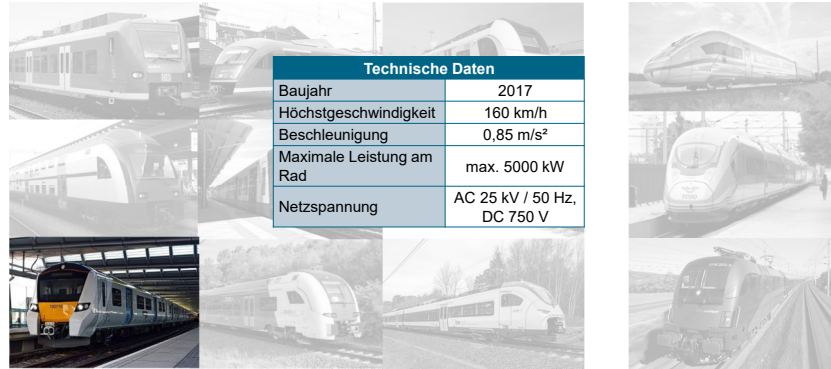 Technische Daten
Baujahr 2017
Höchstgeschwindigkeit 160 km/h
Beschleunigung 0,85 m/s²
Maximale Leistung am
Rad max. 5000 kW
Netzspannung AC 25 kV / 50 Hz,
DC 750 V